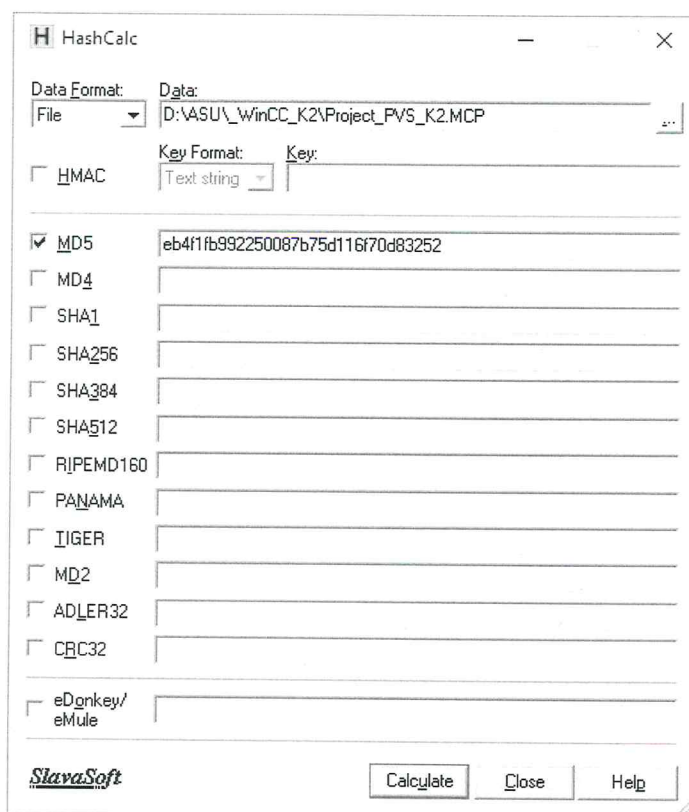 H HashCalc
Data Format: Data:
File D:\ASU\_WinCC_K2\Project_PVS_K2.MCP ...
HMAC Key Format: Key:
Text string
MD5 eb4f1fb992250087b75d116f70d83252
MD4
SHA1
SHA256
SHA384
SHA512
RIPEMD160
PANAMA
TIGER
MD2
ADLER32
CRC32
eDonkey/
eMule
SlavaSoft Calculate Close Help